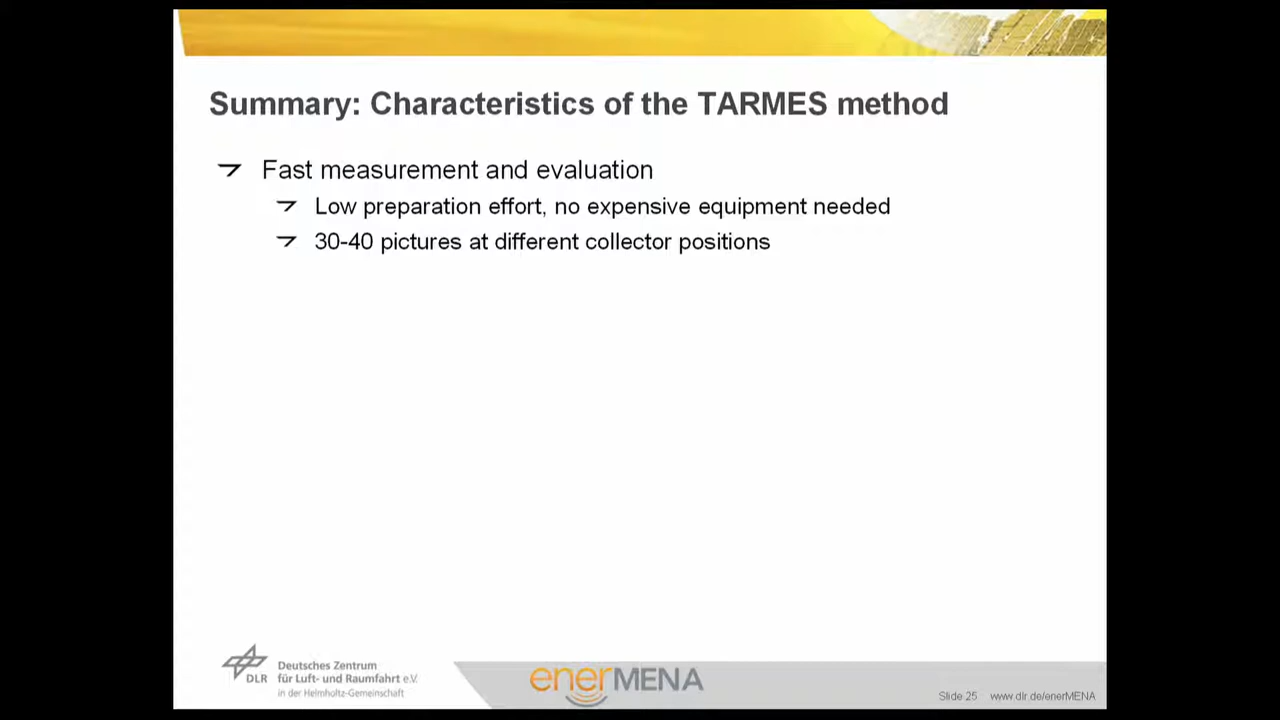 Summary: Characteristics of the TARMES method
Fast measurement and evaluation
Low preparation effort, no expensive equipment needed
30-40 pictures at different collector positions
DLR
Deutsches Zentrum
für Luft- und Raumfahrt e.V.
in der Helmholtz-Gemeinschaft
enerMENA
Slide 25 www.dlr.de/enerMENA